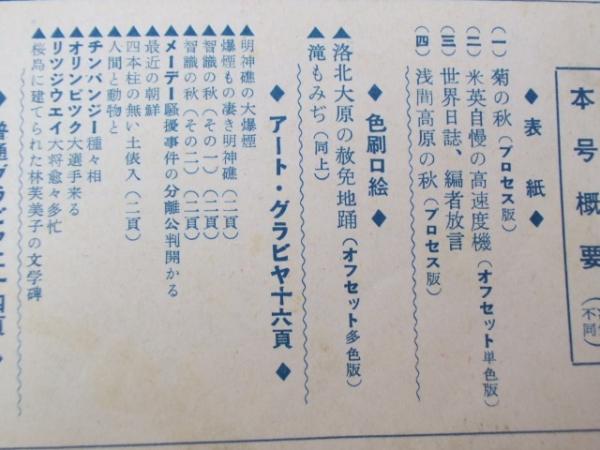 本号概要
不同
◆ 表紙 ◆
(一) 菊の秋 (プロセス版)
(二) 米英自慢の高速度機 (オフセット単色版)
(三) 世界日誌、編者放言
(四) 浅間高原の秋 (プロセス版)
◆ 色刷口絵 ◆
▲洛北大原の赦免地踊 (オフセット多色版)
▲滝もみぢ (同上)
◆ アート・グラビヤ十六頁 ◆
▲明神礁の大爆煙
▲爆煙もの凄き明神礁 (二頁)
▲智識の秋 (その一) (二頁)
▲智識の秋 (その二) (二頁)
▲メーデー騒擾事件の分離公判開かる
▲最近の朝鮮
▲四本柱の無い土俵入 (二頁)
▲人間と動物と
▲チンパンジー種々相
▲オリンピツク大選手来る
▲リツジウエイ大将愈々多忙
▲桜島に建てられた林芙美子の文学碑
◆ 普通グラビヤ